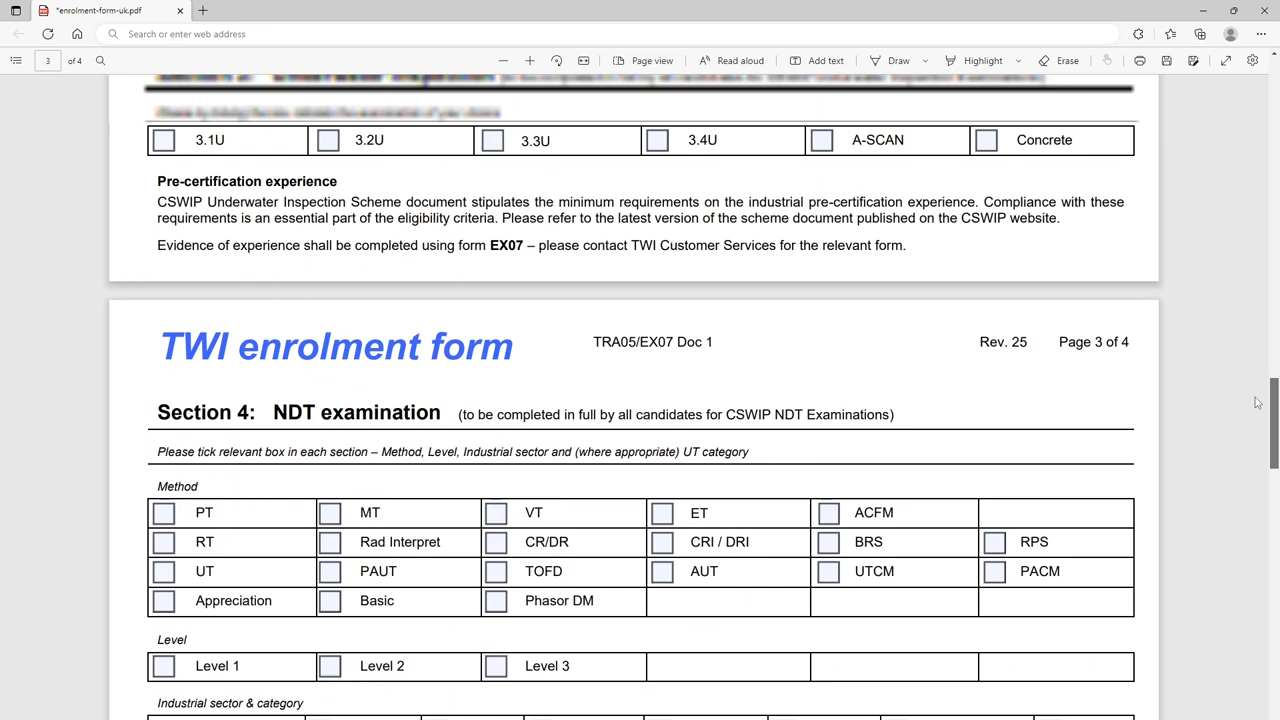 *enrolment-form-uk.pdf
Search or enter web address
3 of 4
Page view
Read aloud
Add text
Draw
Highlight
Erase
3.1U 3.2U 3.3U 3.4U A-SCAN Concrete
Pre-certification experience
CSWIP Underwater Inspection Scheme document stipulates the minimum requirements on the industrial pre-certification experience. Compliance with these
requirements is an essential part of the eligibility criteria. Please refer to the latest version of the scheme document published on the CSWIP website.
Evidence of experience shall be completed using form EX07 – please contact TWI Customer Services for the relevant form.
TWI enrolment form TRA05/EX07 Doc 1 Rev. 25 Page 3 of 4
Section 4: NDT examination (to be completed in full by all candidates for CSWIP NDT Examinations)
Please tick relevant box in each section – Method, Level, Industrial sector and (where appropriate) UT category
Method
PT MT VT ET ACFM
RT Rad Interpret CR/DR CRI / DRI BRS RPS
UT PAUT TOFD AUT UTCM PACM
Appreciation Basic Phasor DM
Level
Level 1 Level 2 Level 3
Industrial sector & category